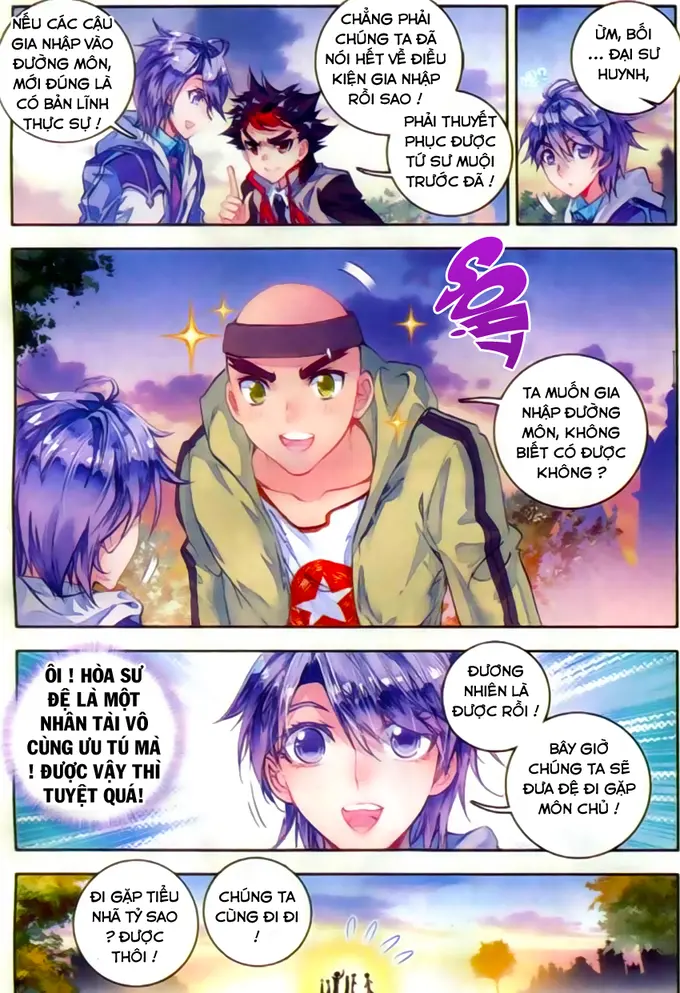 NẾU CÁC CẬU
GIA NHẬP VÀO
ĐƯỜNG MÔN,
MỚI ĐÚNG LÀ
CÓ BẢN LĨNH
THỰC SỰ !
CHẲNG PHẢI
CHÚNG TA ĐÃ
NÓI HẾT VỀ ĐIỀU
KIỆN GIA NHẬP
RỒI SAO !
PHẢI THUYẾT
PHỤC ĐƯỢC
TỨ SƯ MUỘI
TRƯỚC ĐÃ !
ỪM, BỐI
... ĐẠI SƯ
HUYNH,
TA MUỐN GIA
NHẬP ĐƯỜNG
MÔN, KHÔNG
BIẾT CÓ ĐƯỢC
KHÔNG ?
ÔI ! HÒA SƯ
ĐỆ LÀ MỘT
NHÂN TÀI VÔ
CÙNG ƯU TÚ MÀ
! ĐƯỢC VẬY THÌ
TUYỆT QUÁ!
ĐƯƠNG
NHIÊN LÀ
ĐƯỢC RỒI !
BÂY GIỜ
CHÚNG TA SẼ
ĐƯA ĐỆ ĐI GẶP
MÔN CHỦ !
ĐI GẶP TIỂU
NHÃ TỶ SAO
? ĐƯỢC
THÔI !
CHÚNG TA
CÙNG ĐI ĐI
!